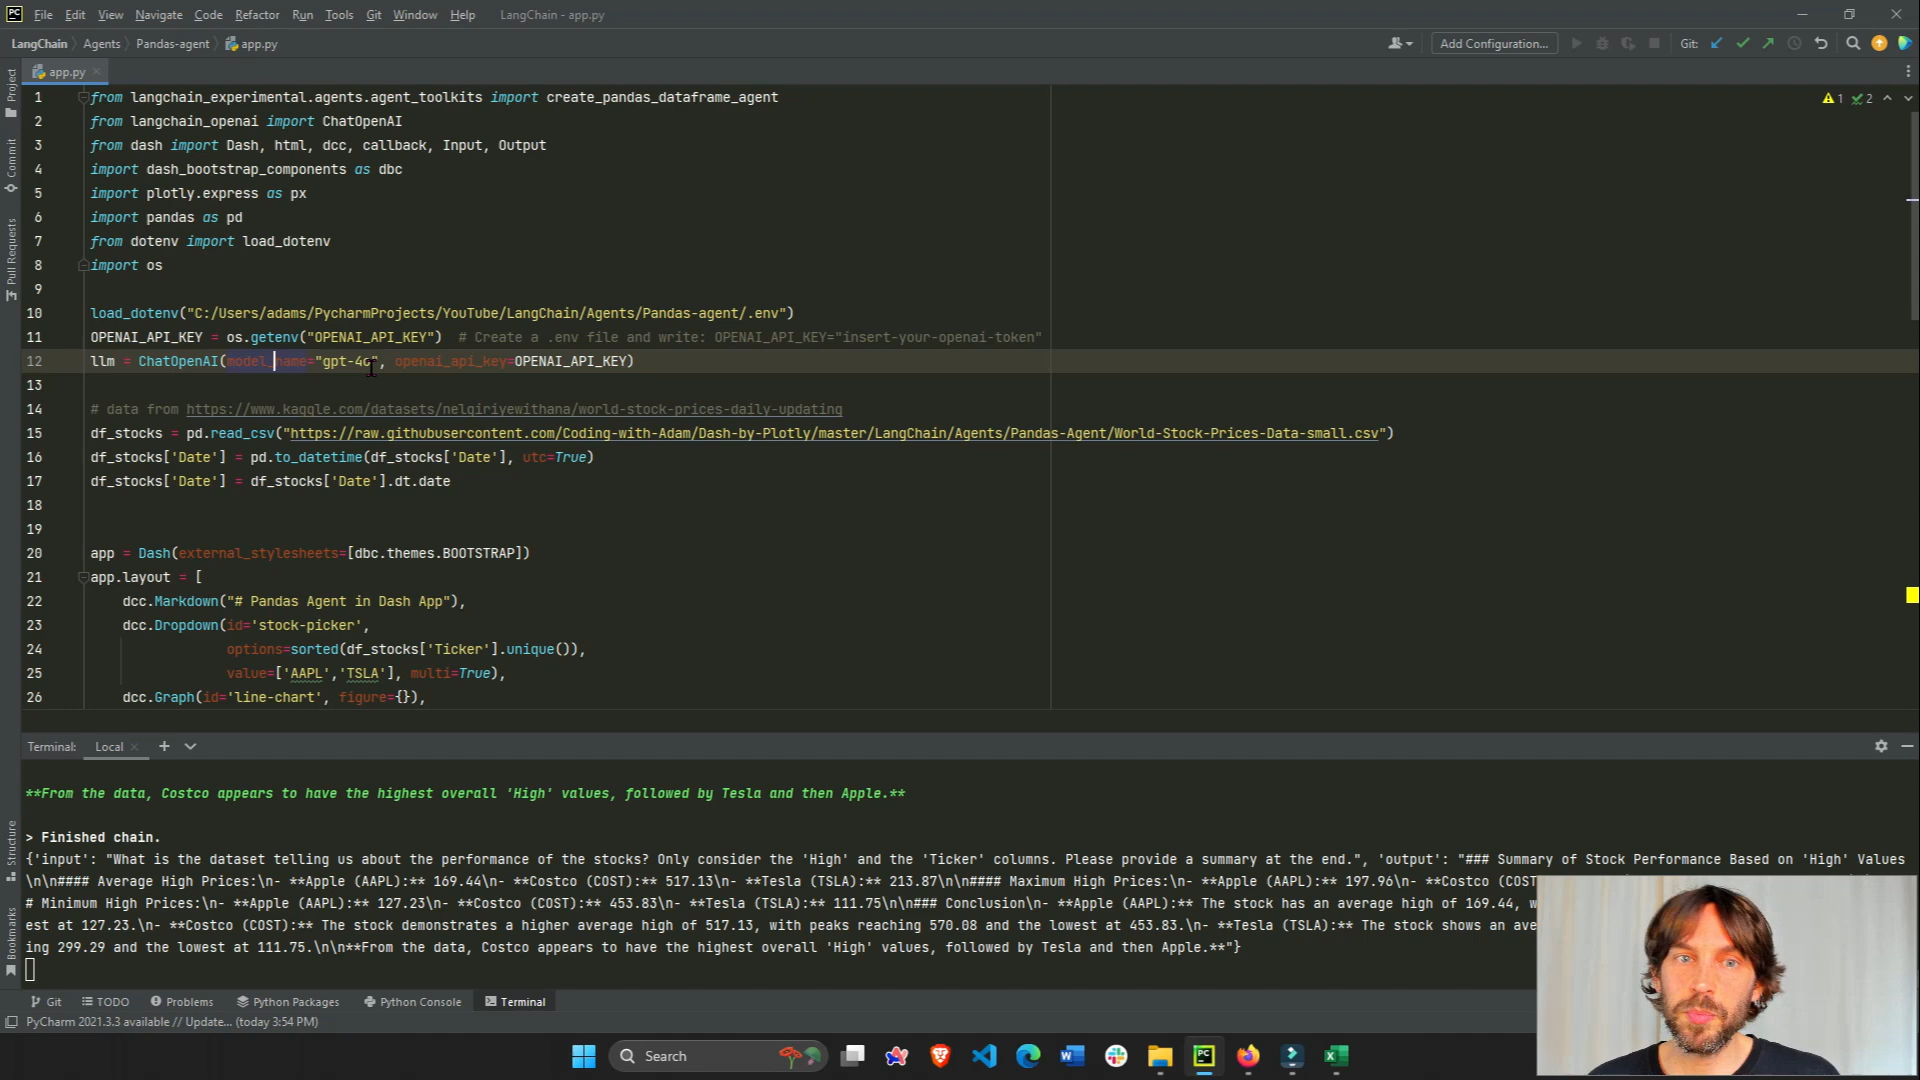 PC File Edit View Navigate Code Refactor Run Tools Git Window Help LangChain - app.py
LangChain Agents Pandas-agent app.py Add Configuration... Git:
app.py
Project
Commit
Pull Requests
1 2
1 from langchain_experimental.agents.agent_toolkits import create_pandas_dataframe_agent
2 from langchain_openai import ChatOpenAI
3 from dash import Dash, html, dcc, callback, Input, Output
4 import dash_bootstrap_components as dbc
5 import plotly.express as px
6 import pandas as pd
7 from dotenv import load_dotenv
8 import os
9
10 load_dotenv("C:/Users/adams/PycharmProjects/YouTube/LangChain/Agents/Pandas-agent/.env")
11 OPENAI_API_KEY = os.getenv("OPENAI_API_KEY")  # Create a .env file and write: OPENAI_API_KEY="insert-your-openai-token"
12 llm = ChatOpenAI(model_name="gpt-4o", openai_api_key=OPENAI_API_KEY)
13
14 # data from https://www.kaggle.com/datasets/nelgiriyewithana/world-stock-prices-daily-updating
15 df_stocks = pd.read_csv("https://raw.githubusercontent.com/Coding-with-Adam/Dash-by-Plotly/master/LangChain/Agents/Pandas-Agent/World-Stock-Prices-Data-small.csv")
16 df_stocks['Date'] = pd.to_datetime(df_stocks['Date'], utc=True)
17 df_stocks['Date'] = df_stocks['Date'].dt.date
18
19
20 app = Dash(external_stylesheets=[dbc.themes.BOOTSTRAP])
21 app.layout = [
22 dcc.Markdown("# Pandas Agent in Dash App"),
23 dcc.Dropdown(id='stock-picker',
24 options=sorted(df_stocks['Ticker'].unique()),
25 value=['AAPL','TSLA'], multi=True),
26 dcc.Graph(id='line-chart', figure={}),
Terminal: Local
**From the data, Costco appears to have the highest overall 'High' values, followed by Tesla and then Apple.**
> Finished chain.
{'input': "What is the dataset telling us about the performance of the stocks? Only consider the 'High' and the 'Ticker' columns. Please provide a summary at the end.", 'output': "### Summary of Stock Performance Based on 'High' Values
\n\n#### Average High Prices:\n- **Apple (AAPL):** 169.44\n- **Costco (COST):** 517.13\n- **Tesla (TSLA):** 213.87\n\n#### Maximum High Prices:\n- **Apple (AAPL):** 197.96\n- **Costco (COST
# Minimum High Prices:\n- **Apple (AAPL):** 127.23\n- **Costco (COST):** 453.83\n- **Tesla (TSLA):** 111.75\n\n### Conclusion\n- **Apple (AAPL):** The stock has an average high of 169.44, w
est at 127.23.\n- **Costco (COST):** The stock demonstrates a higher average high of 517.13, with peaks reaching 570.08 and the lowest at 453.83.\n- **Tesla (TSLA):** The stock shows an ave
ing 299.29 and the lowest at 111.75.\n\n**From the data, Costco appears to have the highest overall 'High' values, followed by Tesla and then Apple.**"}
Structure
Bookmarks
Git TODO Problems Python Packages Python Console Terminal
PyCharm 2021.3.3 available // Update... (today 3:54 PM)
Search